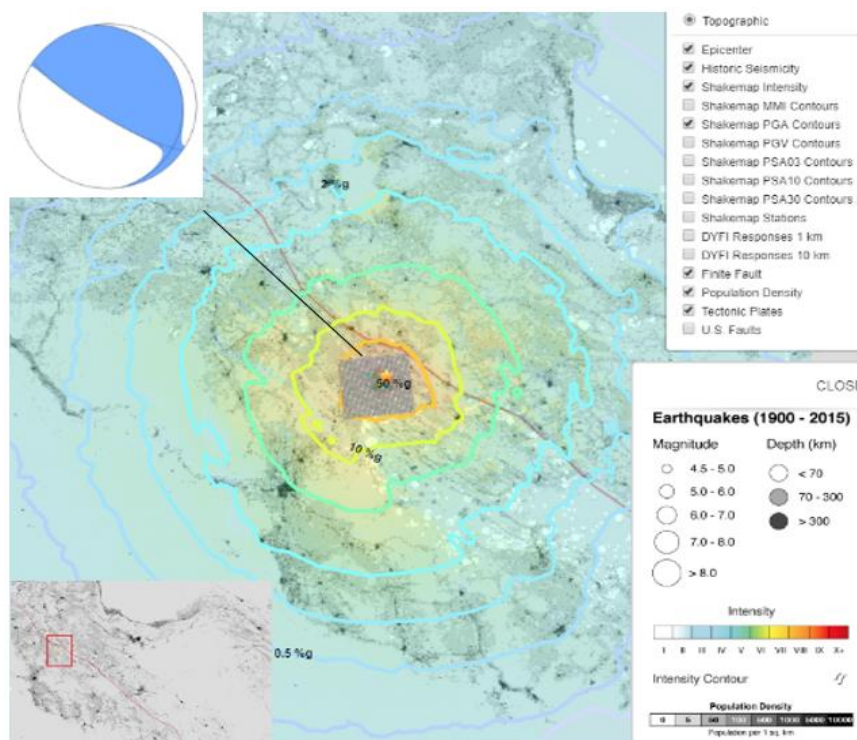 Topographic
Epicenter
Historic Seismicity
Shakemap Intensity
Shakemap MMI Contours
Shakemap PGA Contours
Shakemap PGV Contours
Shakemap PSA03 Contours
Shakemap PSA10 Contours
Shakemap PSA30 Contours
Shakemap Stations
DYFI Responses 1 km
DYFI Responses 10 km
Finite Fault
Population Density
Tectonic Plates
U.S. Faults
2 %g
50 %g
10 %g
0.5 %g
CLOSE
Earthquakes (1900 - 2015)
Magnitude Depth (km)
4.5 - 5.0 < 70
5.0 - 6.0 70 - 300
6.0 - 7.0 > 300
7.0 - 8.0
> 8.0
Intensity
I II III IV V VI VII VIII IX X+
Intensity Contour
Population Density
0 5 50 100 500 1000 5000 10000
Population per 1 sq. km